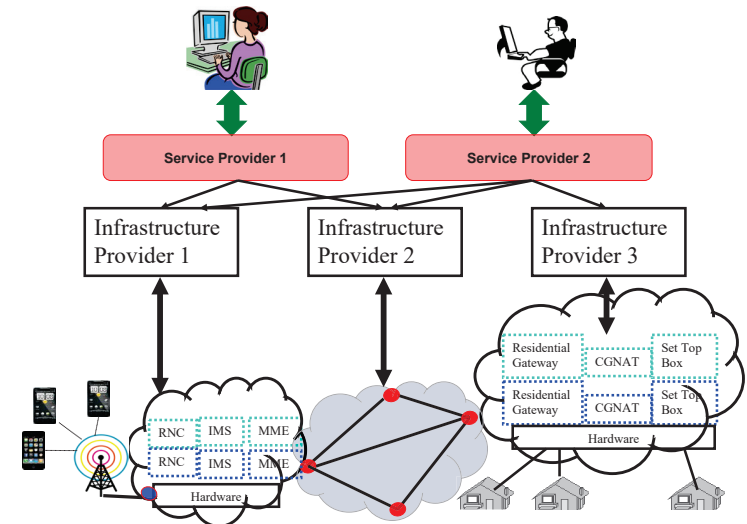 Service Provider 1
Service Provider 2
Infrastructure
Provider 1
Infrastructure
Provider 2
Infrastructure
Provider 3
Residential
Gateway
CGNAT
Set Top
Box
Residential
Gateway
CGNAT
Set Top
Box
Hardware
RNC
IMS
MME
RNC
IMS
MME
Hardware